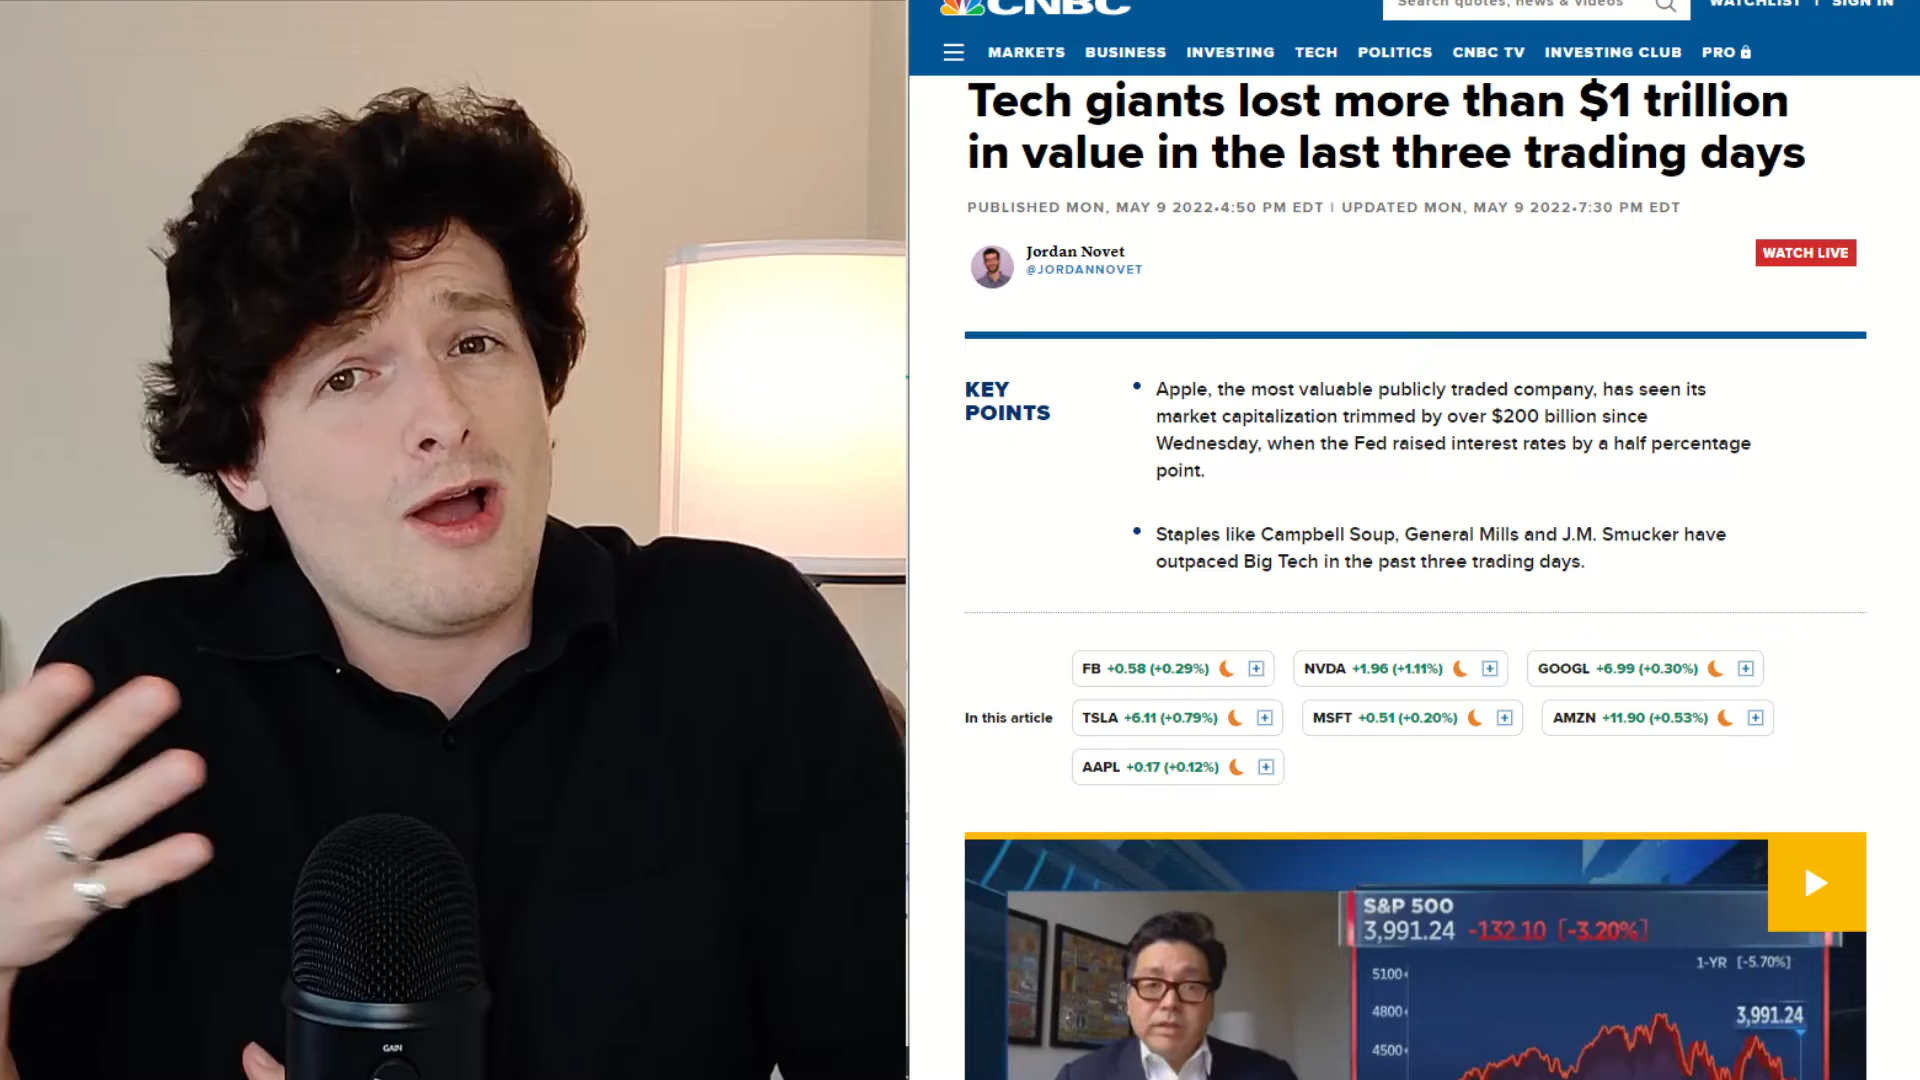 CNBC
Search quotes, news & videos
WATCHLIST | SIGN IN
MARKETS BUSINESS INVESTING TECH POLITICS CNBC TV INVESTING CLUB PRO
Tech giants lost more than $1 trillion
in value in the last three trading days
PUBLISHED MON, MAY 9 2022•4:50 PM EDT | UPDATED MON, MAY 9 2022•7:30 PM EDT
Jordan Novet
@JORDANNOVET
WATCH LIVE
KEY
POINTS
• Apple, the most valuable publicly traded company, has seen its
market capitalization trimmed by over $200 billion since
Wednesday, when the Fed raised interest rates by a half percentage
point.
• Staples like Campbell Soup, General Mills and J.M. Smucker have
outpaced Big Tech in the past three trading days.
In this article
FB +0.58 (+0.29%) NVDA +1.96 (+1.11%) GOOGL +6.99 (+0.30%)
TSLA +6.11 (+0.79%) MSFT +0.51 (+0.20%) AMZN +11.90 (+0.53%)
AAPL +0.17 (+0.12%)
S&P 500
3,991.24 -132.10 [-3.20%]
1-YR [-5.70%]
5100
4800
3,991.24
4500
GAIN